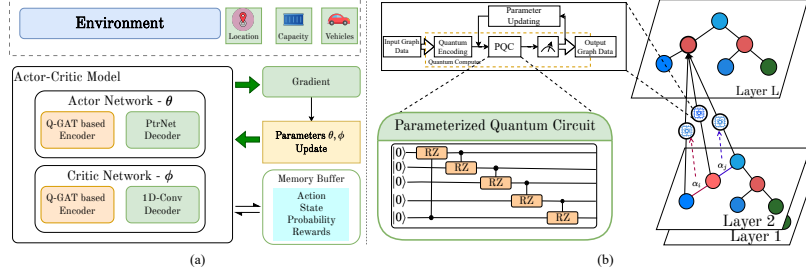 Environment
Location
Capacity
Vehicles
Actor-Critic Model
Actor Network - θ
Q-GAT based
Encoder
PtrNet
Decoder
Critic Network - ϕ
Q-GAT based
Encoder
1D-Conv
Decoder
Gradient
Parameters θ, ϕ
Update
Memory Buffer
Action
State
Probability
Rewards
(a)
Parameter
Updating
Input Graph
Data
Quantum
Encoding
PQC
Output
Graph Data
Quantum Computer
Parameterized Quantum Circuit
|0⟩
RZ
|0⟩
RZ
|0⟩
RZ
|0⟩
RZ
|0⟩
RZ
(b)
Layer L
α_i
α_j
Layer 2
Layer 1